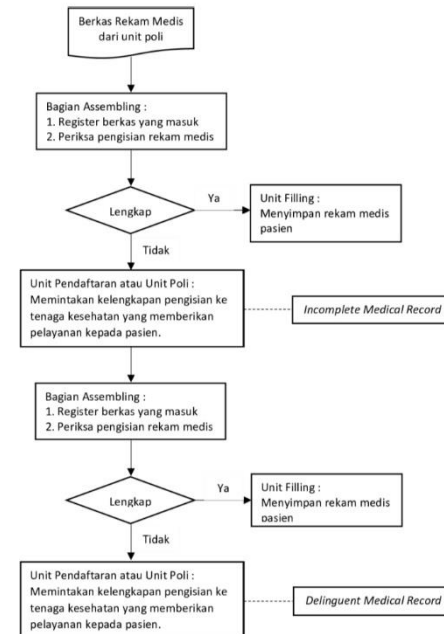 Berkas Rekam Medis
dari unit poli
Bagian Assembling :
1. Register berkas yang masuk
2. Periksa pengisian rekam medis
Lengkap
Ya
Unit Filling :
Menyimpan rekam medis
pasien
Tidak
Unit Pendaftaran atau Unit Poli :
Memintakan kelengkapan pengisian ke
tenaga kesehatan yang memberikan
pelayanan kepada pasien.
Incomplete Medical Record
Bagian Assembling :
1. Register berkas yang masuk
2. Periksa pengisian rekam medis
Lengkap
Ya
Unit Filling :
Menyimpan rekam medis
pasien
Tidak
Unit Pendaftaran atau Unit Poli :
Memintakan kelengkapan pengisian ke
tenaga kesehatan yang memberikan
pelayanan kepada pasien.
Delinguent Medical Record